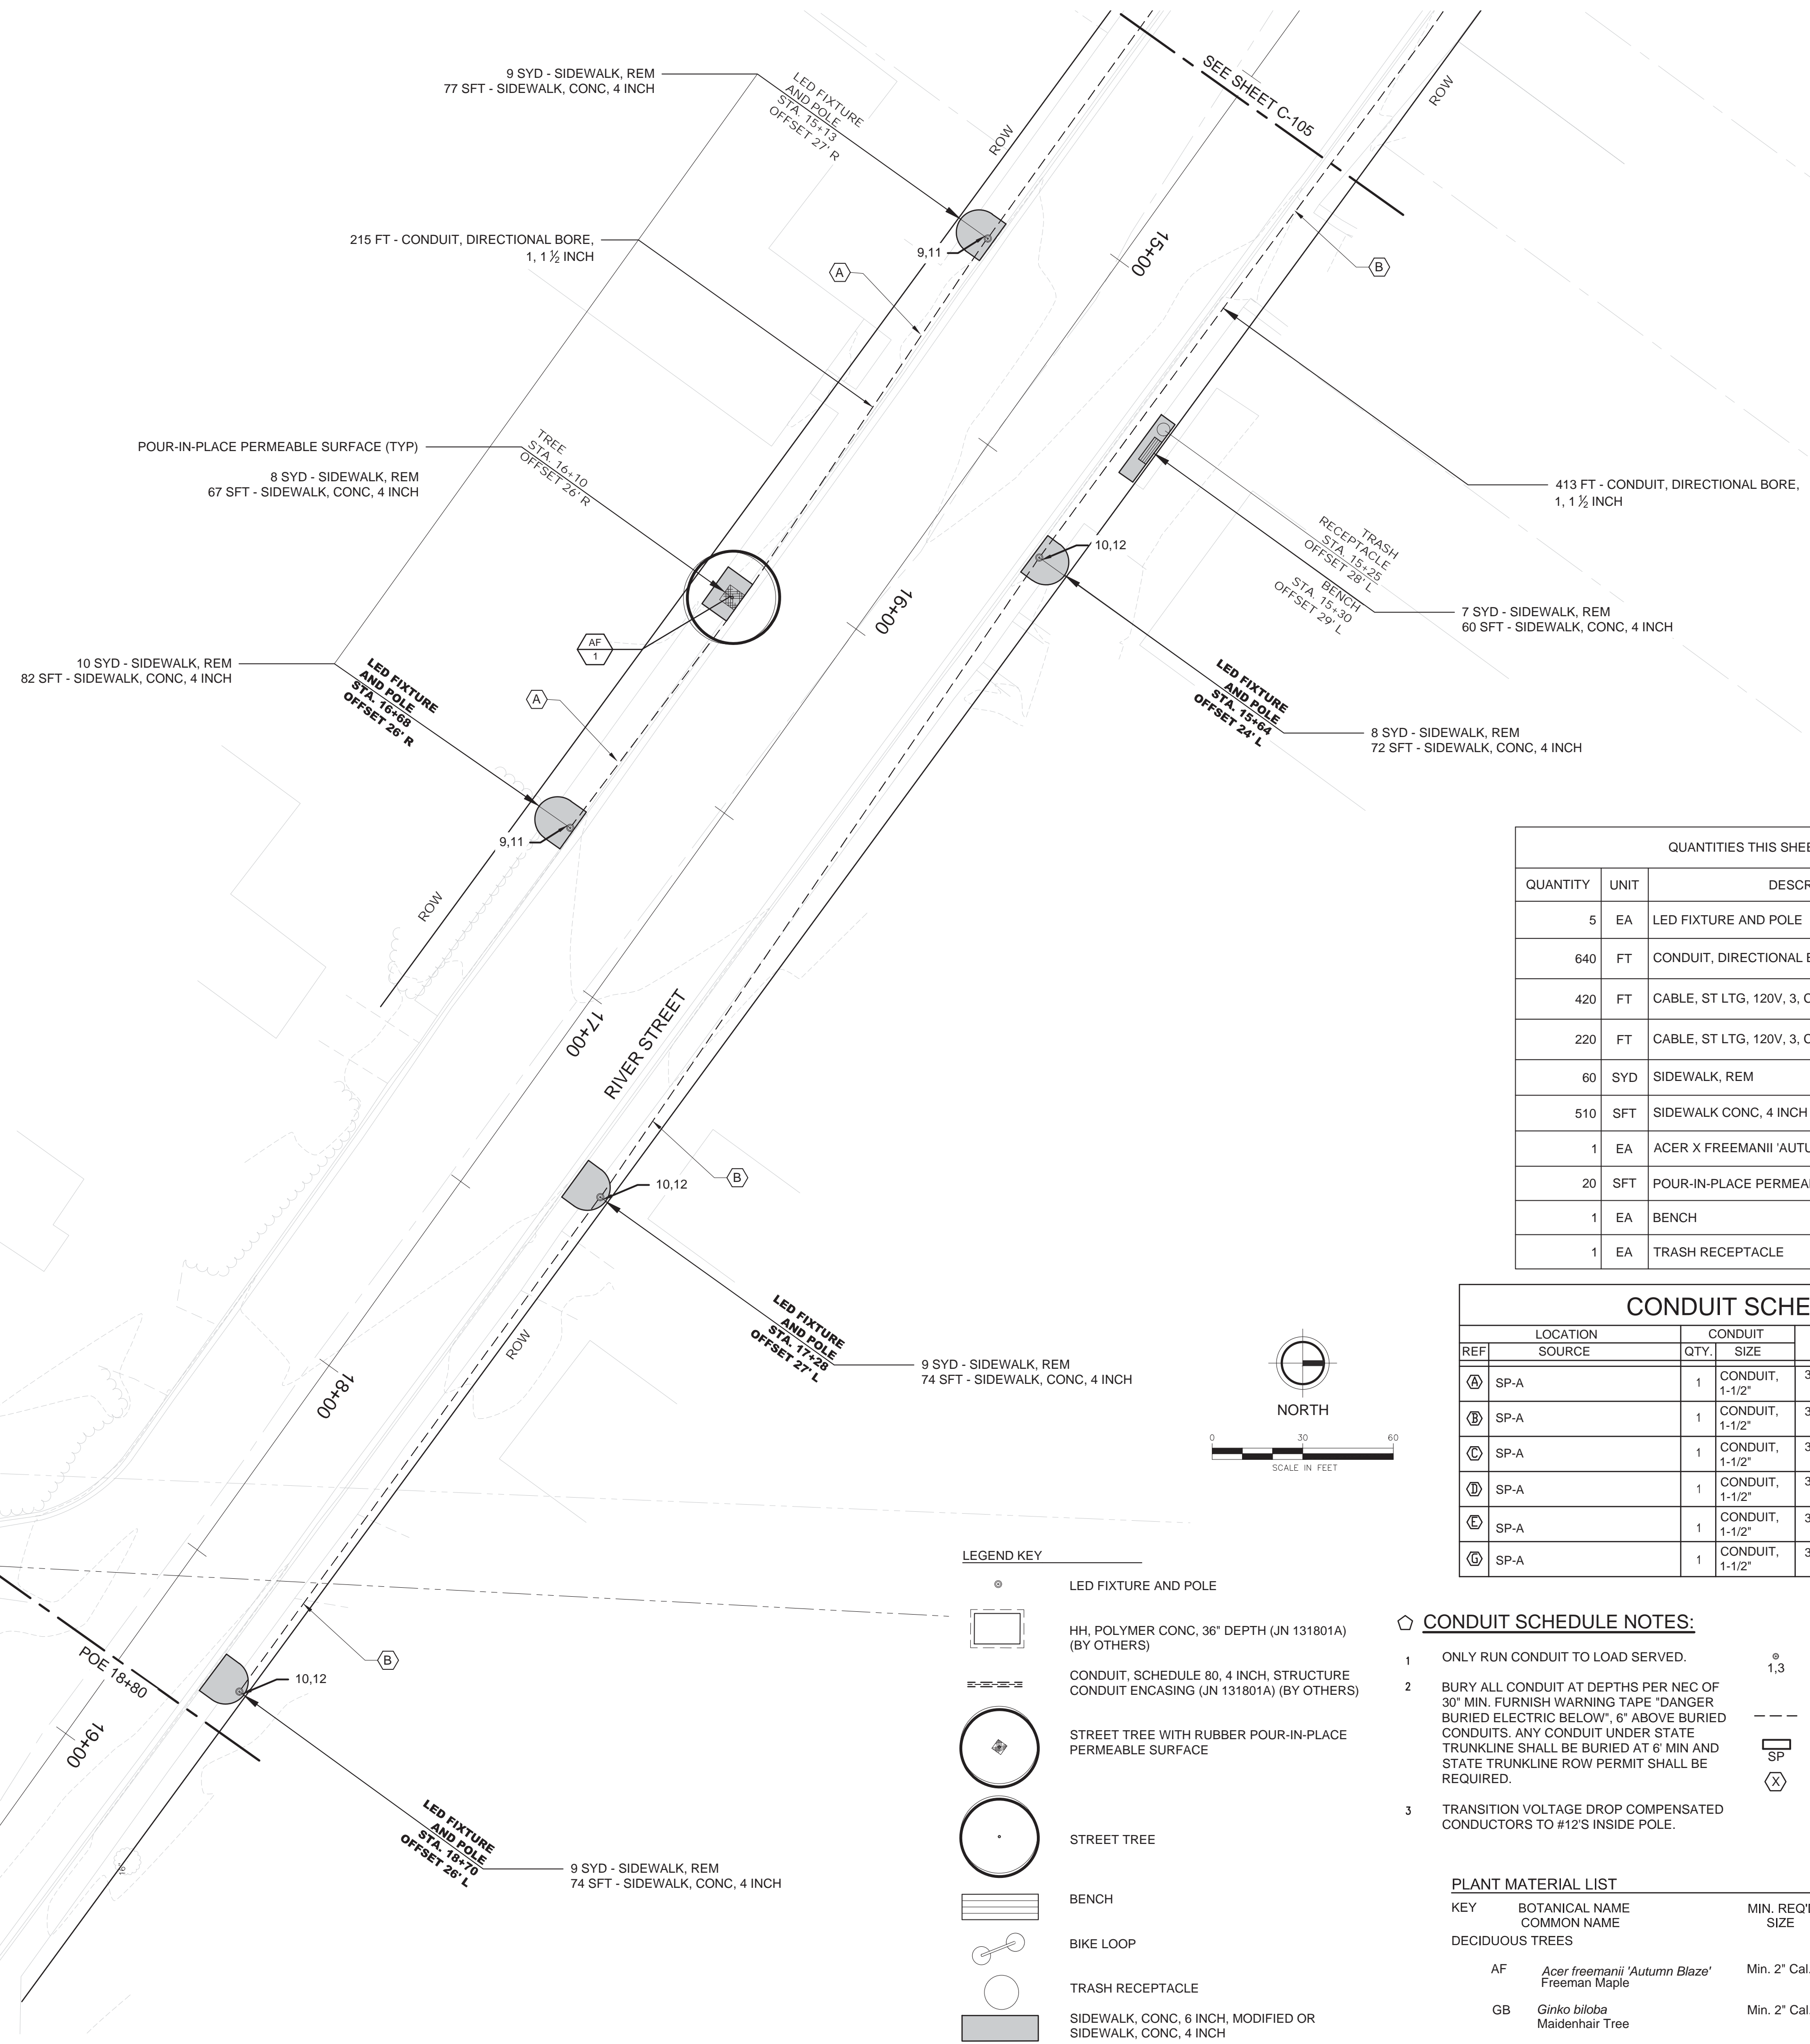 SEE SHEET C-105
ROW
ROW
9 SYD - SIDEWALK, REM
77 SFT - SIDEWALK, CONC, 4 INCH
LED FIXTURE
AND POLE
STA. 15+13
OFFSET 27' R
9,11
215 FT - CONDUIT, DIRECTIONAL BORE,
1, 1 ½ INCH
A
15+00
B
POUR-IN-PLACE PERMEABLE SURFACE (TYP)
8 SYD - SIDEWALK, REM
67 SFT - SIDEWALK, CONC, 4 INCH
TREE
STA. 16+10
OFFSET 26' R
413 FT - CONDUIT, DIRECTIONAL BORE,
1, 1 ½ INCH
TRASH
RECEPTACLE
STA. 15+25
OFFSET 28' L
BENCH
STA. 15+30
OFFSET 29' L
7 SYD - SIDEWALK, REM
60 SFT - SIDEWALK, CONC, 4 INCH
10,12
16+00
AF
1
10 SYD - SIDEWALK, REM
82 SFT - SIDEWALK, CONC, 4 INCH
LED FIXTURE
AND POLE
STA. 16+68
OFFSET 26' R
A
LED FIXTURE
AND POLE
STA. 15+64
OFFSET 24' L
8 SYD - SIDEWALK, REM
72 SFT - SIDEWALK, CONC, 4 INCH
9,11
ROW
17+00
RIVER STREET
10,12
B
LED FIXTURE
AND POLE
STA. 17+28
OFFSET 27' L
9 SYD - SIDEWALK, REM
74 SFT - SIDEWALK, CONC, 4 INCH
ROW
18+00
B
POE 18+80
10,12
19+00
LED FIXTURE
AND POLE
STA. 18+70
OFFSET 26' L
9 SYD - SIDEWALK, REM
74 SFT - SIDEWALK, CONC, 4 INCH
16"
QUANTITIES THIS SHEE
QUANTITY UNIT DESCR
5 EA LED FIXTURE AND POLE
640 FT CONDUIT, DIRECTIONAL B
420 FT CABLE, ST LTG, 120V, 3, C
220 FT CABLE, ST LTG, 120V, 3, C
60 SYD SIDEWALK, REM
510 SFT SIDEWALK CONC, 4 INCH
1 EA ACER X FREEMANII 'AUTU
20 SFT POUR-IN-PLACE PERMEA
1 EA BENCH
1 EA TRASH RECEPTACLE
CONDUIT SCHE
LOCATION CONDUIT
REF SOURCE QTY. SIZE
A SP-A 1 CONDUIT, 3
1-1/2"
B SP-A 1 CONDUIT, 3
1-1/2"
C SP-A 1 CONDUIT, 3
1-1/2"
D SP-A 1 CONDUIT, 3
1-1/2"
E SP-A 1 CONDUIT, 3
1-1/2"
G SP-A 1 CONDUIT, 3
1-1/2"
NORTH
0 30 60
SCALE IN FEET
LEGEND KEY
LED FIXTURE AND POLE
HH, POLYMER CONC, 36" DEPTH (JN 131801A)
(BY OTHERS)
CONDUIT, SCHEDULE 80, 4 INCH, STRUCTURE
CONDUIT ENCASING (JN 131801A) (BY OTHERS)
STREET TREE WITH RUBBER POUR-IN-PLACE
PERMEABLE SURFACE
STREET TREE
BENCH
BIKE LOOP
TRASH RECEPTACLE
SIDEWALK, CONC, 6 INCH, MODIFIED OR
SIDEWALK, CONC, 4 INCH
CONDUIT SCHEDULE NOTES:
1 ONLY RUN CONDUIT TO LOAD SERVED.
2 BURY ALL CONDUIT AT DEPTHS PER NEC OF
30" MIN. FURNISH WARNING TAPE "DANGER
BURIED ELECTRIC BELOW", 6" ABOVE BURIED
CONDUITS. ANY CONDUIT UNDER STATE
TRUNKLINE SHALL BE BURIED AT 6' MIN AND
STATE TRUNKLINE ROW PERMIT SHALL BE
REQUIRED.
3 TRANSITION VOLTAGE DROP COMPENSATED
CONDUCTORS TO #12'S INSIDE POLE.
1,3
SP
X
PLANT MATERIAL LIST
KEY BOTANICAL NAME MIN. REQ'
COMMON NAME SIZE
DECIDUOUS TREES
AF Acer freemanii 'Autumn Blaze' Min. 2" Cal.
Freeman Maple
GB Ginko biloba Min. 2" Cal.
Maidenhair Tree